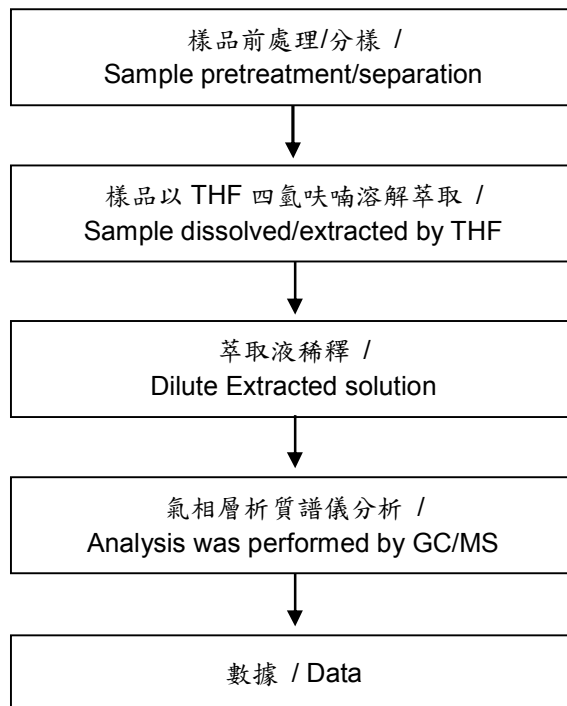 樣品前處理/分樣 /
Sample pretreatment/separation
樣品以 THF 四氫呋喃溶解萃取 /
Sample dissolved/extracted by THF
萃取液稀釋 /
Dilute Extracted solution
氣相層析質譜儀分析 /
Analysis was performed by GC/MS
數據 / Data